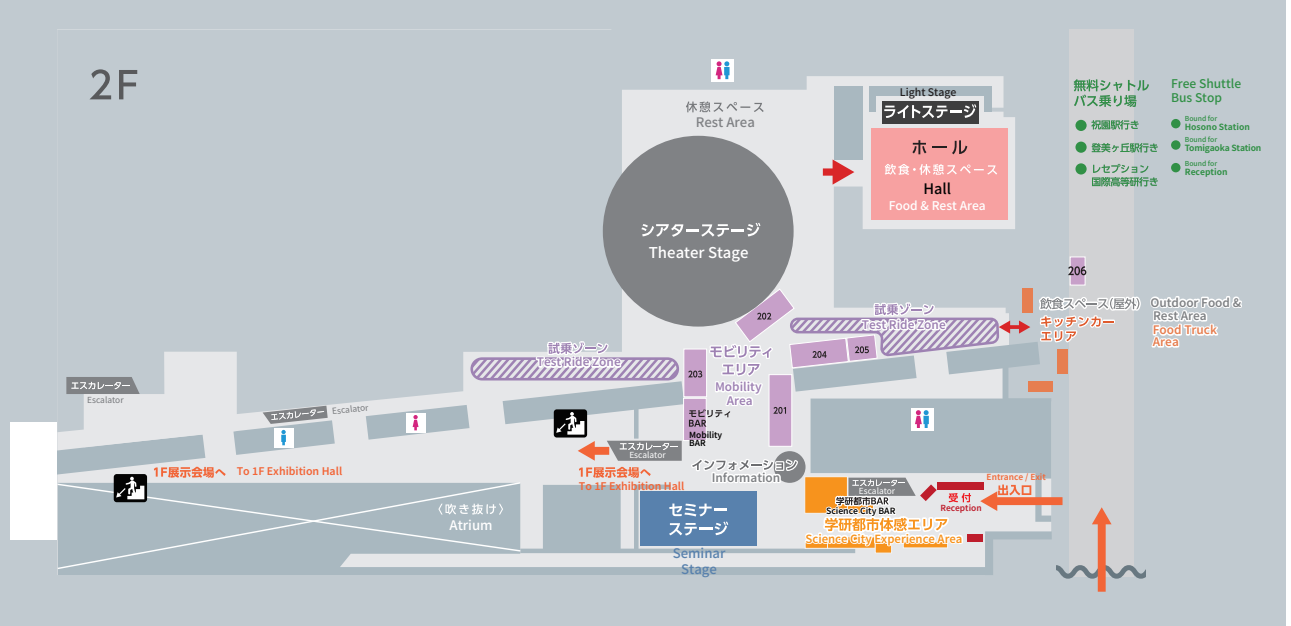 2F
休憩スペース
Rest Area
Light Stage
ライトステージ
ホール
飲食・休憩スペース
Hall
Food & Rest Area
無料シャトル
バス乗り場
祝園駅行き
登美ヶ丘駅行き
レセプション
国際高等研行き
Free Shuttle
Bus Stop
Bound for
Hosono Station
Bound for
Tomigaoka Station
Bound for
Reception
シアターステージ
Theater Stage
206
202
飲食スペース(屋外)
キッチンカー
エリア
Outdoor Food &
Rest Area
Food Truck
Area
試乗ゾーン
Test Ride Zone
204
205
試乗ゾーン
Test Ride Zone
203
モビリティ
エリア
Mobility
Area
201
モビリティ
BAR
Mobility
BAR
エスカレーター
Escalator
エスカレーター
Escalator
エスカレーター
Escalator
1F展示会場へ
To 1F Exhibition Hall
1F展示会場へ
To 1F Exhibition Hall
インフォメーション
Information
エスカレーター
Escalator
学研都市BAR
Science City BAR
学研都市体感エリア
Science City Experience Area
受付
Reception
Entrance / Exit
出入口
〈吹き抜け〉
Atrium
セミナー
ステージ
Seminar
Stage